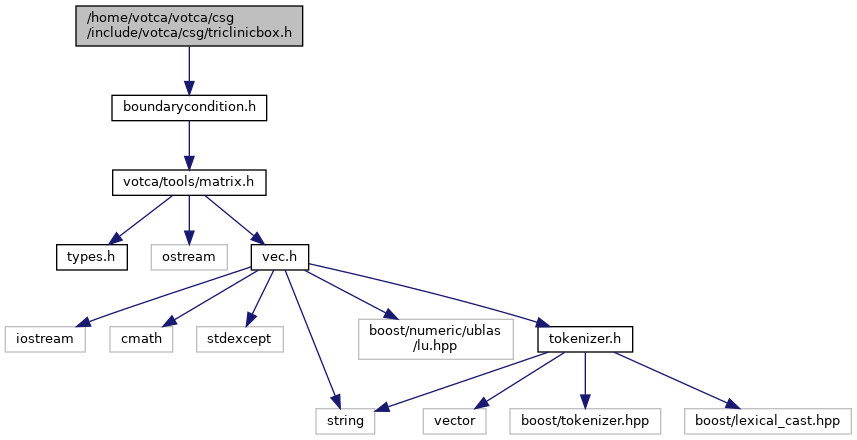 /home/votca/votca/csg
/include/votca/csg/triclinicbox.h
boundarycondition.h
votca/tools/matrix.h
types.h
ostream
vec.h
iostream
cmath
stdexcept
boost/numeric/ublas
/lu.hpp
tokenizer.h
string
vector
boost/tokenizer.hpp
boost/lexical_cast.hpp